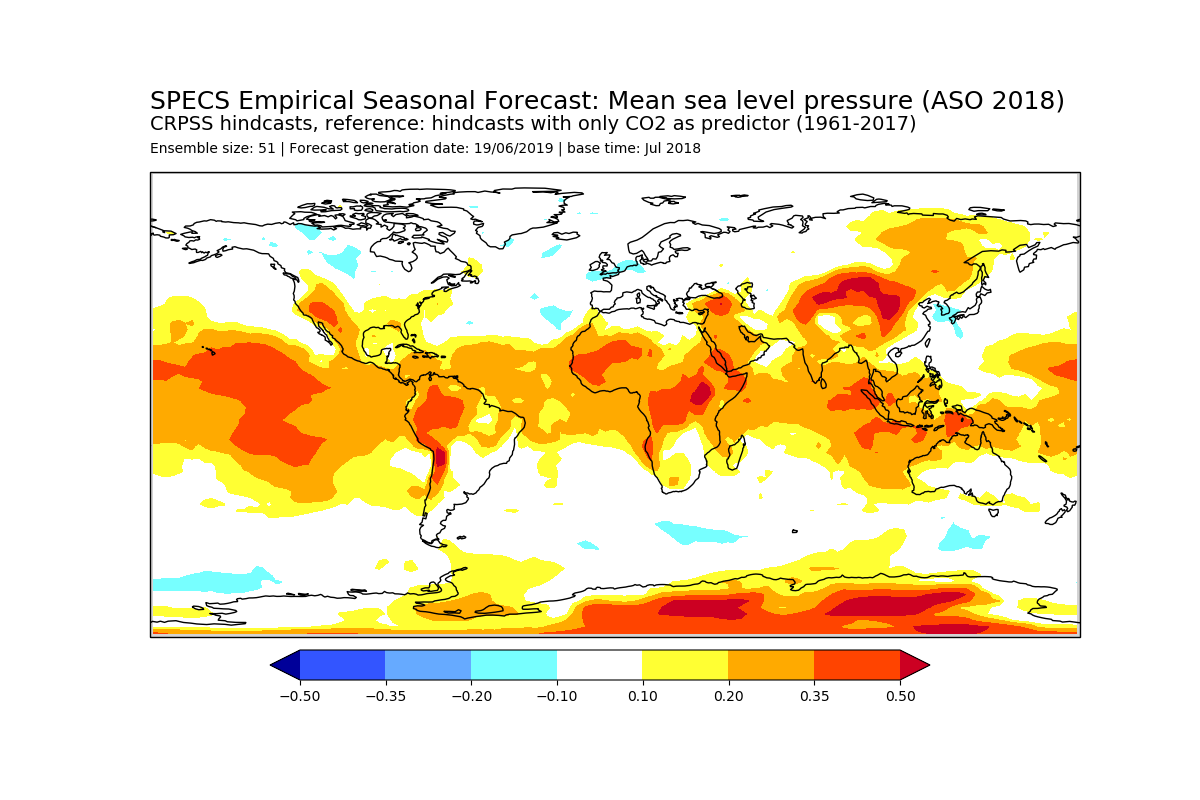 SPECS Empirical Seasonal Forecast: Mean sea level pressure (ASO 2018)
CRPSS hindcasts, reference: hindcasts with only CO2 as predictor (1961-2017)
Ensemble size: 51 | Forecast generation date: 19/06/2019 | base time: Jul 2018
−0.50 −0.35 −0.20 −0.10 0.10 0.20 0.35 0.50